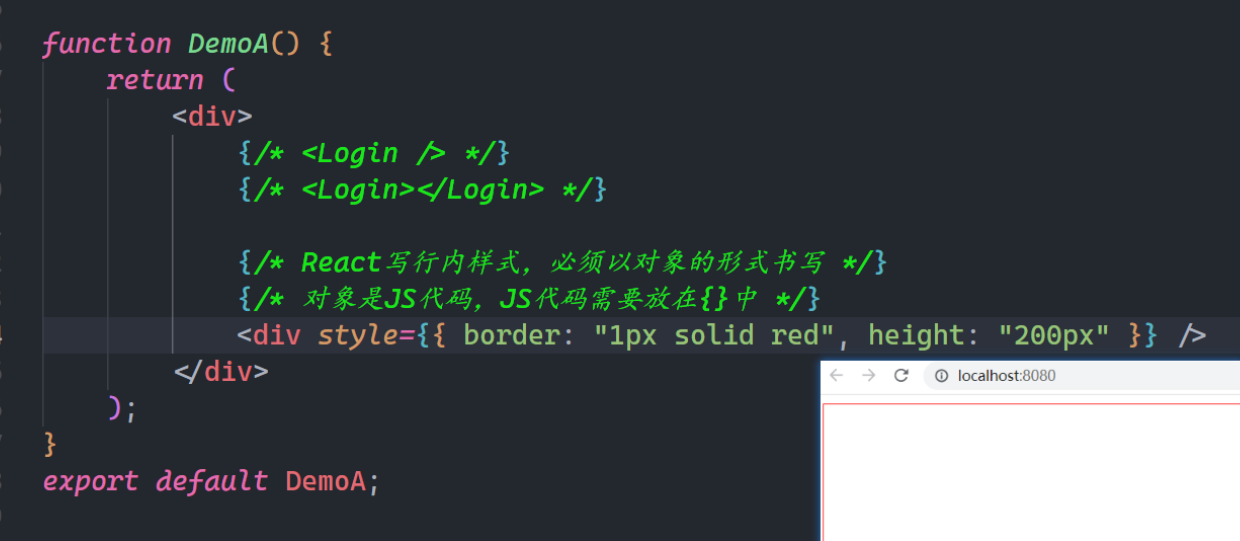 function DemoA() {
return (
<div>
{/* <Login /> */}
{/* <Login></Login> */}
{/* React写行内样式，必须以对象的形式书写 */}
{/* 对象是JS代码，JS代码需要放在{}中 */}
<div style={{ border: "1px solid red", height: "200px" }} />
</div>
);
}
export default DemoA;
localhost:8080